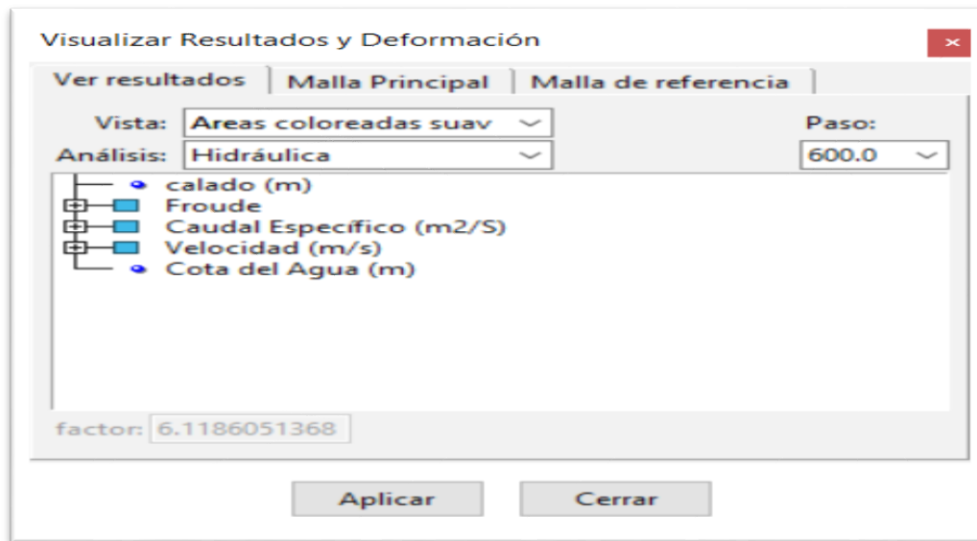 Visualizar Resultados y Deformación
Ver resultados Malla Principal Malla de referencia
Vista: Areas coloreadas suav Paso:
Análisis: Hidráulica 600.0
calado (m)
Froude
Caudal Específico (m2/S)
Velocidad (m/s)
Cota del Agua (m)
factor: 6.1186051368
Aplicar Cerrar